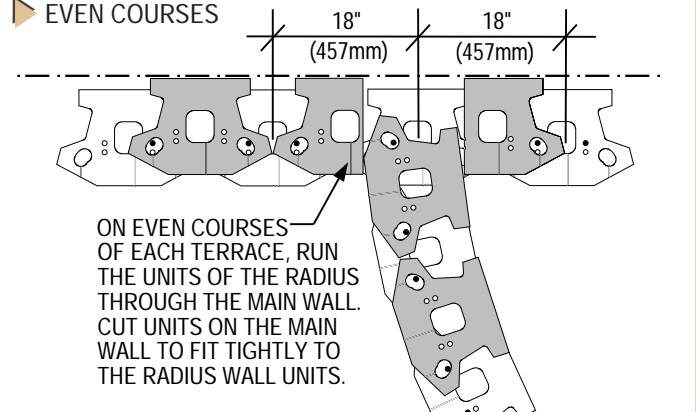 EVEN COURSES
18" 18"
(457mm) (457mm)
ON EVEN COURSES
OF EACH TERRACE, RUN
THE UNITS OF THE RADIUS
THROUGH THE MAIN WALL.
CUT UNITS ON THE MAIN
WALL TO FIT TIGHTLY TO
THE RADIUS WALL UNITS.